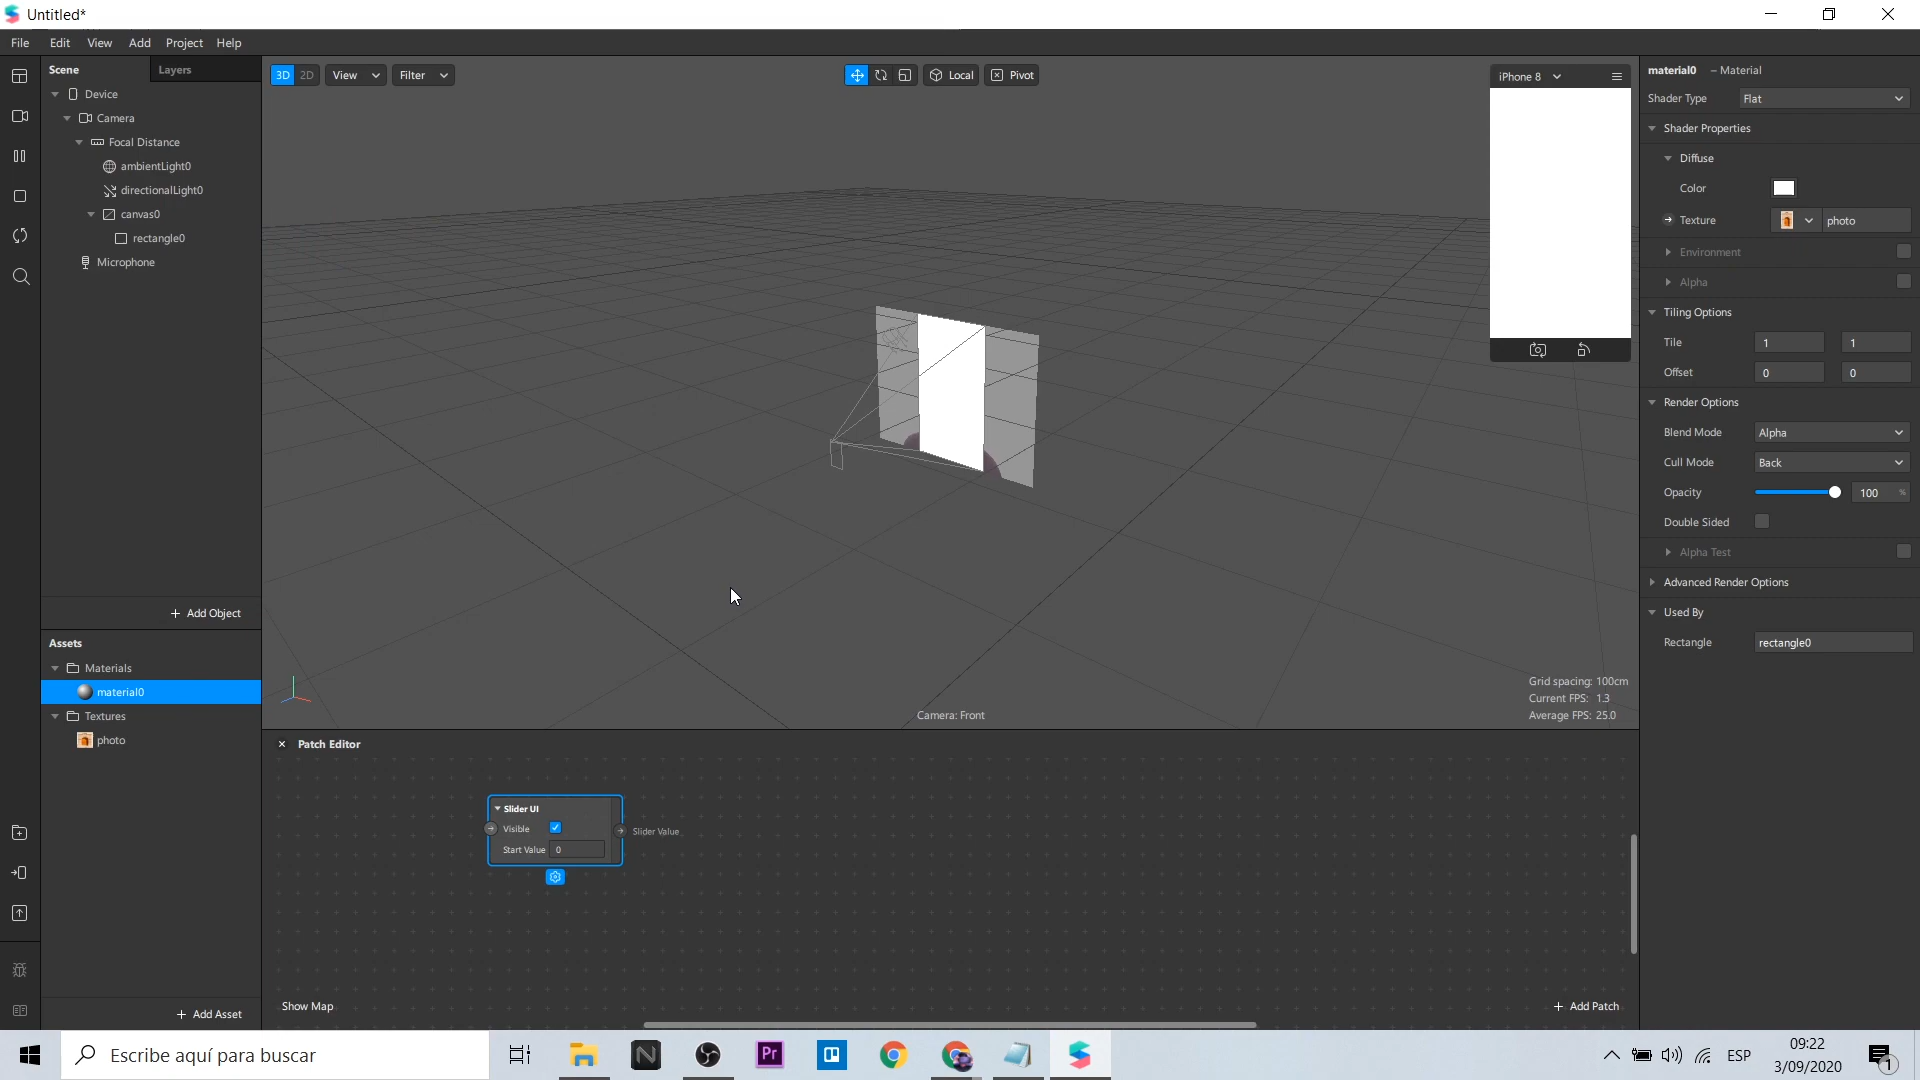 Untitled*
File Edit View Add Project Help
Scene Layers
Device
Camera
Focal Distance
ambientLight0
directionalLight0
canvas0
rectangle0
Microphone
+ Add Object
Assets
Materials
material0
Textures
photo
+ Add Asset
3D 2D View Filter Local Pivot
iPhone 8
Grid spacing: 100cm
Current FPS: 1.3
Average FPS: 25.0
Camera: Front
× Patch Editor
Slider UI
Visible
Start Value 0
Slider Value
Show Map
+ Add Patch
material0 – Material
Shader Type Flat
Shader Properties
Diffuse
Color
Texture photo
Environment
Alpha
Tiling Options
Tile 1 1
Offset 0 0
Render Options
Blend Mode Alpha
Cull Mode Back
Opacity 100 %
Double Sided
Alpha Test
Advanced Render Options
Used By
Rectangle rectangle0
Escribe aquí para buscar
N
Pr
ESP
09:22
3/09/2020
1